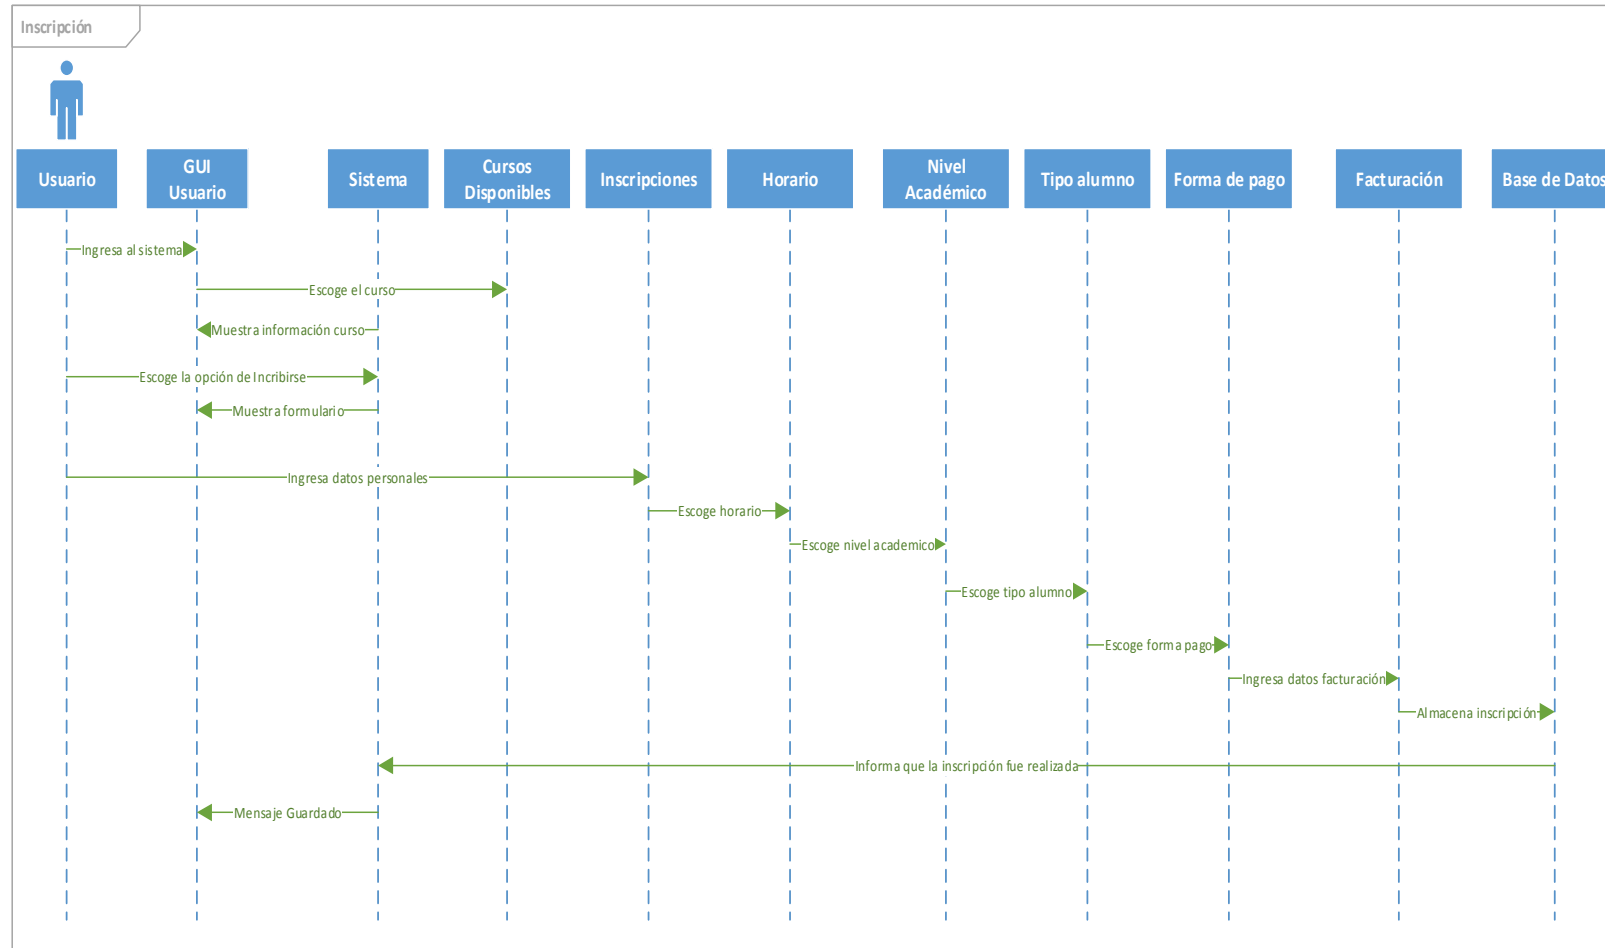 Inscripción
Usuario
GUI
Usuario
Sistema
Cursos
Disponibles
Inscripciones
Horario
Nivel
Académico
Tipo alumno
Forma de pago
Facturación
Base de Datos
Ingresa al sistema
Escoge el curso
Muestra información curso
Escoge la opción de Incribirse
Muestra formulario
Ingresa datos personales
Escoge horario
Escoge nivel academico
Escoge tipo alumno
Escoge forma pago
Ingresa datos facturación
Almacena inscripción
Informa que la inscripción fue realizada
Mensaje Guardado